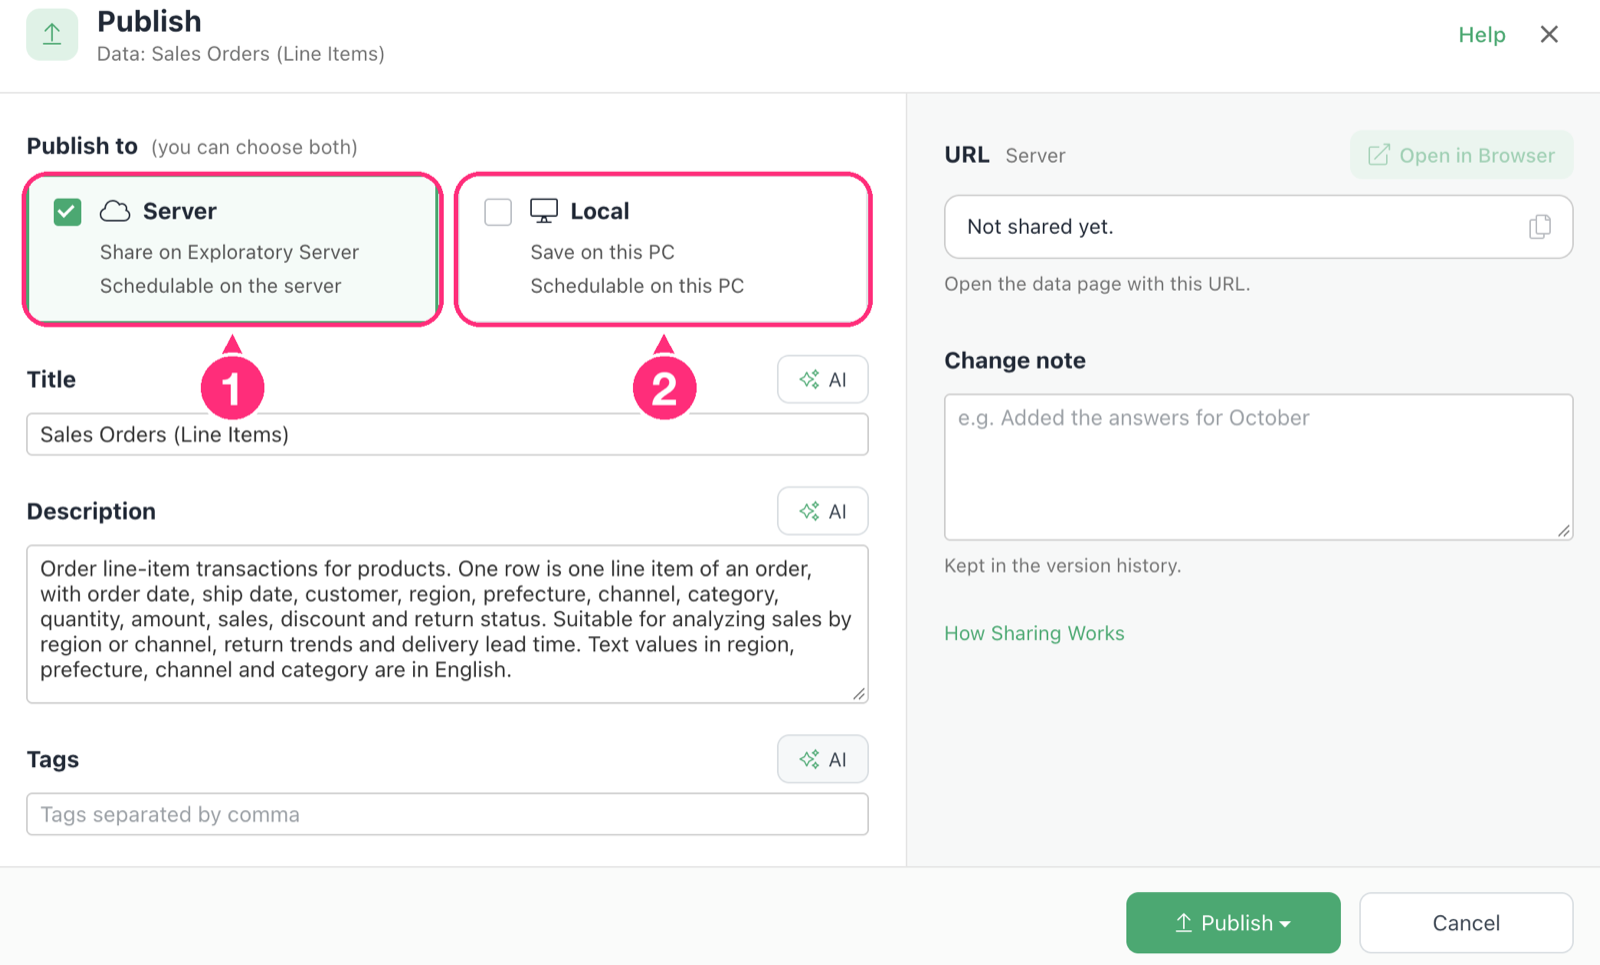 Publish
Data: Sales Orders (Line Items)
Help
Publish to (you can choose both)
Server
Share on Exploratory Server
Schedulable on the server
Local
Save on this PC
Schedulable on this PC
1
2
Title
AI
Sales Orders (Line Items)
Description
AI
Order line-item transactions for products. One row is one line item of an order,
with order date, ship date, customer, region, prefecture, channel, category,
quantity, amount, sales, discount and return status. Suitable for analyzing sales by
region or channel, return trends and delivery lead time. Text values in region,
prefecture, channel and category are in English.
Tags
AI
Tags separated by comma
URL Server
Open in Browser
Not shared yet.
Open the data page with this URL.
Change note
e.g. Added the answers for October
Kept in the version history.
How Sharing Works
Publish
Cancel